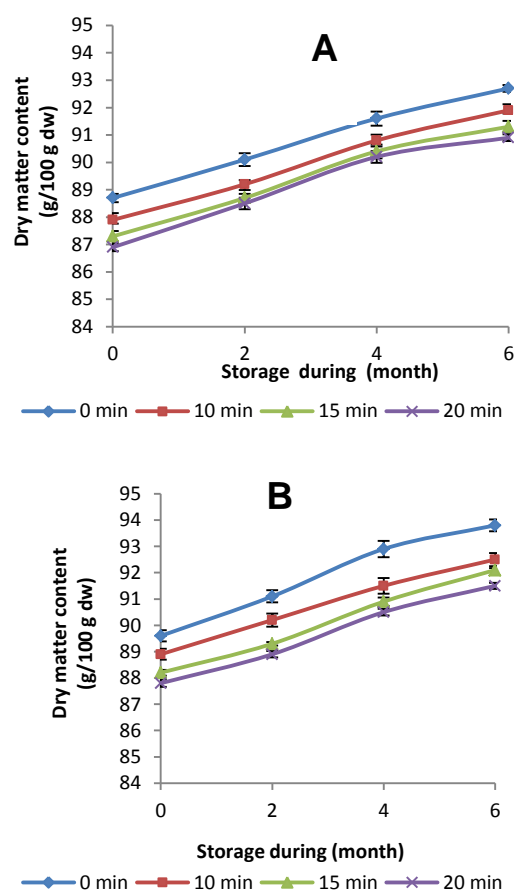 A
Dry matter content
(g/100 g dw)
95
94
93
92
91
90
89
88
87
86
85
84
0 2 4 6
Storage during (month)
0 min 10 min 15 min 20 min
B
Dry matter content
(g/100 g dw)
95
94
93
92
91
90
89
88
87
86
85
84
0 2 4 6
Storage during (month)
0 min 10 min 15 min 20 min